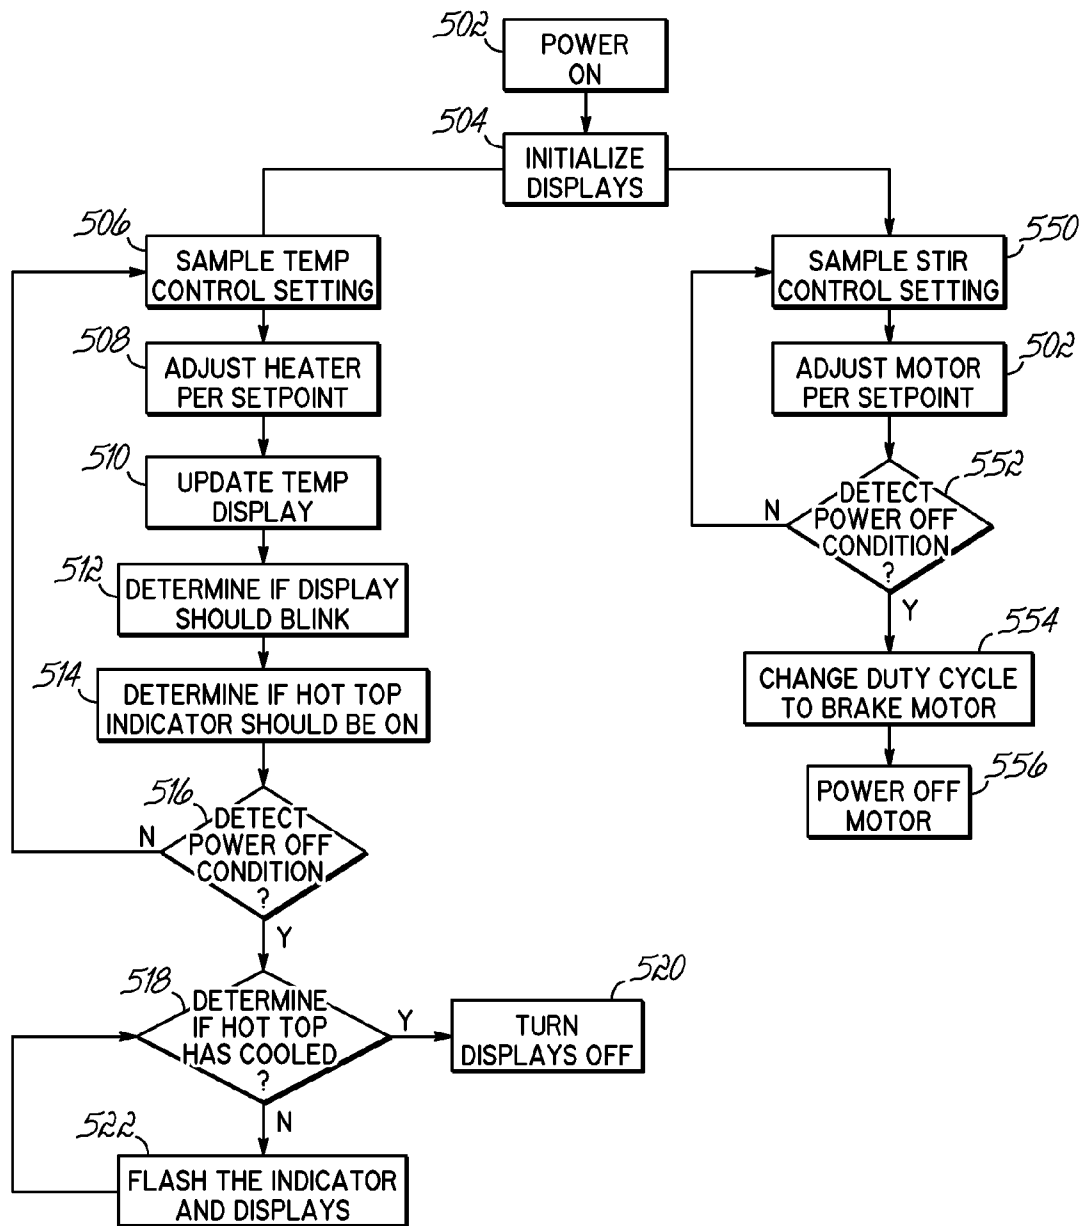 502
POWER
ON
504
INITIALIZE
DISPLAYS
506
SAMPLE TEMP
CONTROL SETTING
508
ADJUST HEATER
PER SETPOINT
510
UPDATE TEMP
DISPLAY
512
DETERMINE IF DISPLAY
SHOULD BLINK
514
DETERMINE IF HOT TOP
INDICATOR SHOULD BE ON
516
DETECT
POWER OFF
CONDITION
?
N
Y
518
DETERMINE
IF HOT TOP
HAS COOLED
?
Y
N
520
TURN
DISPLAYS OFF
522
FLASH THE INDICATOR
AND DISPLAYS
550
SAMPLE STIR
CONTROL SETTING
502
ADJUST MOTOR
PER SETPOINT
552
DETECT
POWER OFF
CONDITION
?
N
Y
554
CHANGE DUTY CYCLE
TO BRAKE MOTOR
556
POWER OFF
MOTOR